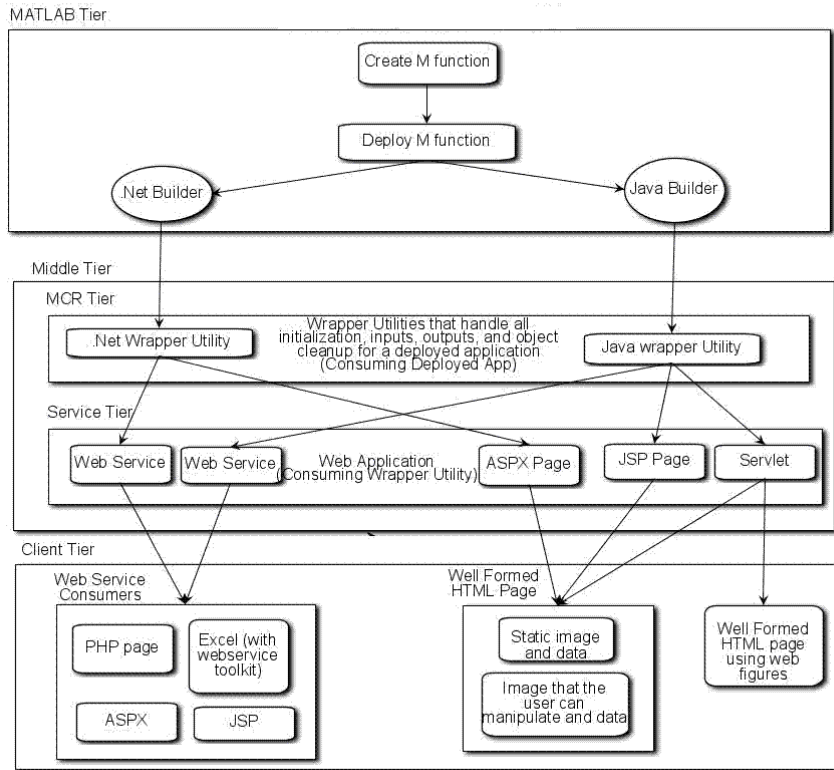 MATLAB Tier
Create M function
Deploy M function
.Net Builder
Java Builder
Middle Tier
MCR Tier
.Net Wrapper Utility
Wrapper Utilities that handle all
initialization, inputs, outputs, and object
cleanup for a deployed application
(Consuming Deployed App)
Java wrapper Utility
Service Tier
Web Service
Web Service
Web Application
(Consuming Wrapper Utility)
ASPX Page
JSP Page
Servlet
Client Tier
Web Service
Consumers
PHP page
Excel (with
webservice
toolkit)
ASPX
JSP
Well Formed
HTML Page
Static image
and data
Image that the
user can
manipulate and data
Well Formed
HTML page
using web
figures